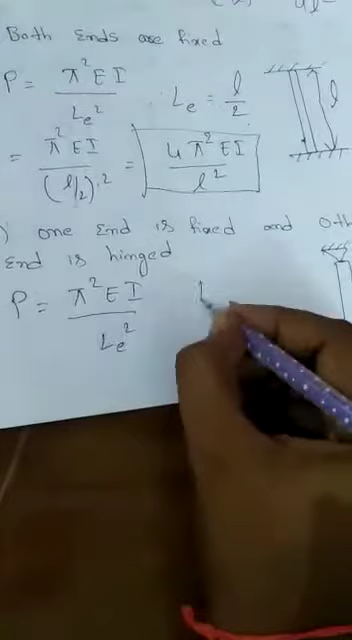 Both Ends are fixed
P = π²EI / Le²   Le = l/2   l
= π²EI / (l/2)² = 4π²EI / l²
) one End is fixed and Oth
End is hinged
P = π²EI / Le²   L